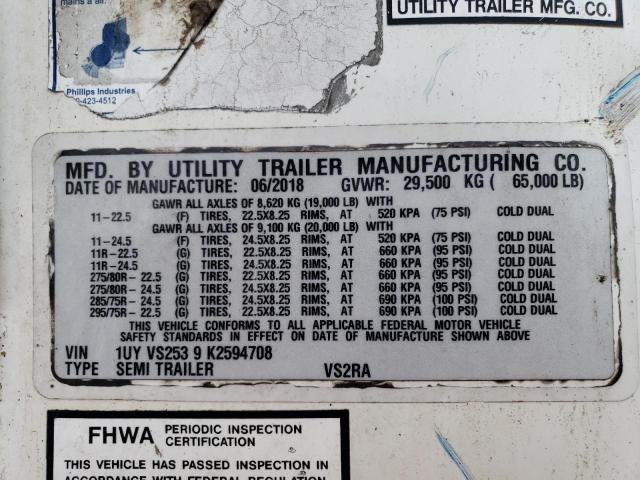 mains a air.
Phillips Industries
-423-4512
UTILITY TRAILER MFG. CO.
MFD. BY UTILITY TRAILER MANUFACTURING CO.
DATE OF MANUFACTURE: 06/2018 GVWR: 29,500 KG ( 65,000 LB)
GAWR ALL AXLES OF 8,620 KG (19,000 LB) WITH
11-22.5 (F) TIRES, 22.5X8.25 RIMS, AT 520 KPA (75 PSI) COLD DUAL
GAWR ALL AXLES OF 9,100 KG (20,000 LB) WITH
11-24.5 (F) TIRES, 24.5X8.25 RIMS, AT 520 KPA (75 PSI) COLD DUAL
11R-22.5 (G) TIRES, 22.5X8.25 RIMS, AT 660 KPA (95 PSI) COLD DUAL
11R-24.5 (G) TIRES, 24.5X8.25 RIMS, AT 660 KPA (95 PSI) COLD DUAL
275/80R-22.5 (G) TIRES, 22.5X8.25 RIMS, AT 660 KPA (95 PSI) COLD DUAL
275/80R-24.5 (G) TIRES, 24.5X8.25 RIMS, AT 660 KPA (95 PSI) COLD DUAL
285/75R-24.5 (G) TIRES, 24.5X8.25 RIMS, AT 690 KPA (100 PSI) COLD DUAL
295/75R-22.5 (G) TIRES, 22.5X8.25 RIMS, AT 690 KPA (100 PSI) COLD DUAL
THIS VEHICLE CONFORMS TO ALL APPLICABLE FEDERAL MOTOR VEHICLE
SAFETY STANDARDS IN EFFECT ON DATE OF MANUFACTURE SHOWN ABOVE
VIN 1UY VS253 9 K2594708
TYPE SEMI TRAILER VS2RA
FHWA PERIODIC INSPECTION
CERTIFICATION
THIS VEHICLE HAS PASSED INSPECTION IN
ACCORDANCE WITH FEDERAL REGULATION